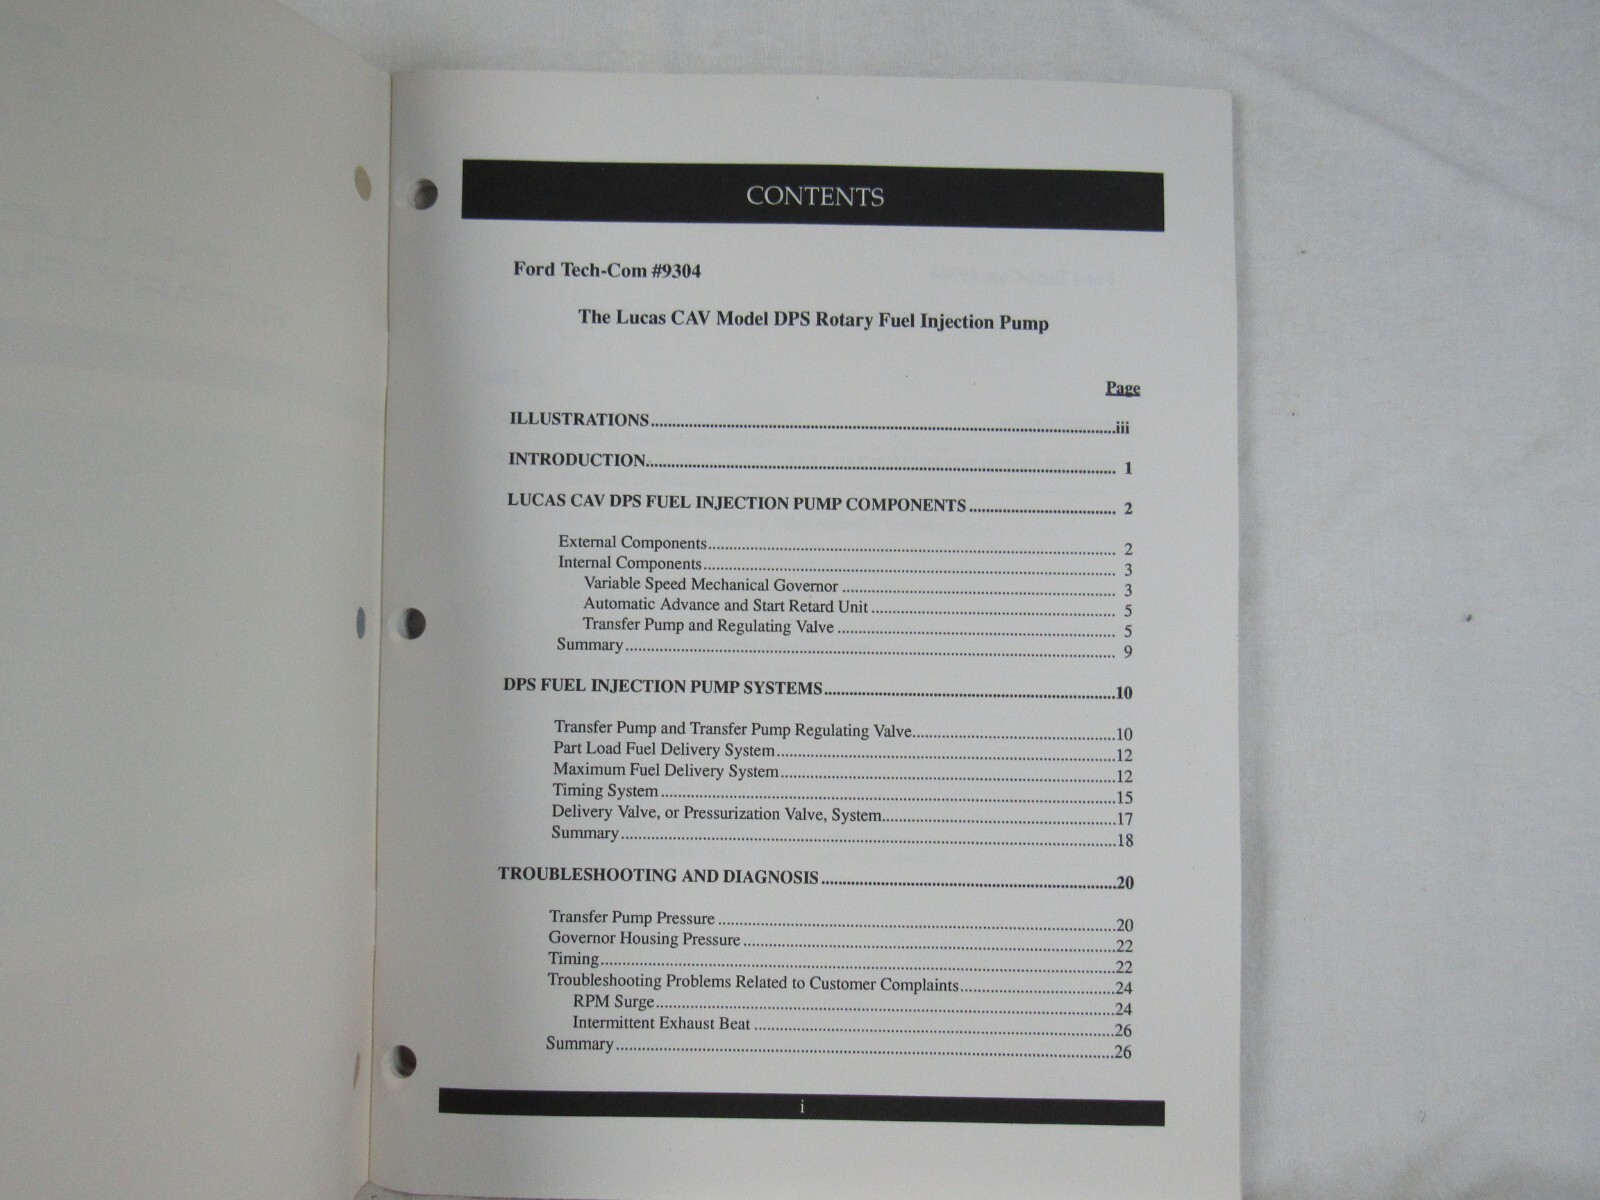 CONTENTS
Ford Tech-Com #9304
The Lucas CAV Model DPS Rotary Fuel Injection Pump
Page
ILLUSTRATIONS....................iii
INTRODUCTION.................... 1
LUCAS CAV DPS FUEL INJECTION PUMP COMPONENTS.................... 2
External Components.................... 2
Internal Components.................... 3
Variable Speed Mechanical Governor .................... 3
Automatic Advance and Start Retard Unit .................... 5
Transfer Pump and Regulating Valve .................... 5
Summary.................... 9
DPS FUEL INJECTION PUMP SYSTEMS....................10
Transfer Pump and Transfer Pump Regulating Valve....................10
Part Load Fuel Delivery System....................12
Maximum Fuel Delivery System....................12
Timing System ....................15
Delivery Valve, or Pressurization Valve, System....................17
Summary....................18
TROUBLESHOOTING AND DIAGNOSIS....................20
Transfer Pump Pressure ....................20
Governor Housing Pressure ....................22
Timing....................22
Troubleshooting Problems Related to Customer Complaints....................24
RPM Surge....................24
Intermittent Exhaust Beat ....................26
Summary....................26
i